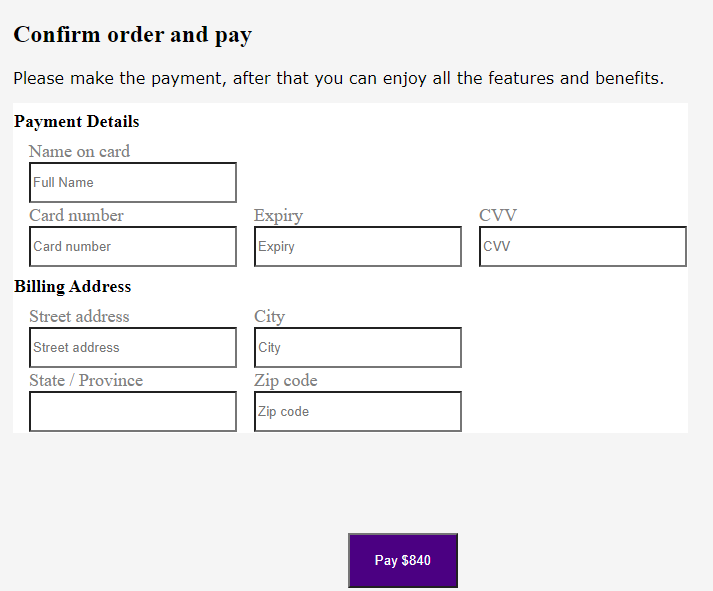 Confirm order and pay
Please make the payment, after that you can enjoy all the features and benefits.
Payment Details
Name on card
Full Name
Card number Expiry CVV
Card number Expiry CVV
Billing Address
Street address City
Street address City
State / Province Zip code
Zip code
Pay $840